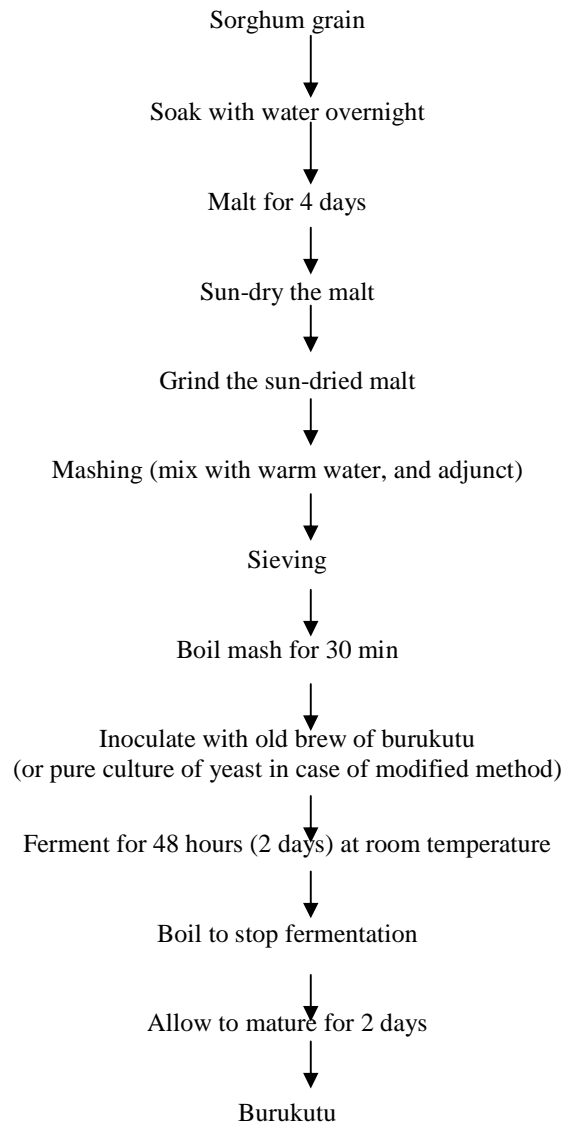 Sorghum grain
Soak with water overnight
Malt for 4 days
Sun-dry the malt
Grind the sun-dried malt
Mashing (mix with warm water, and adjunct)
Sieving
Boil mash for 30 min
Inoculate with old brew of burukutu
(or pure culture of yeast in case of modified method)
Ferment for 48 hours (2 days) at room temperature
Boil to stop fermentation
Allow to mature for 2 days
Burukutu